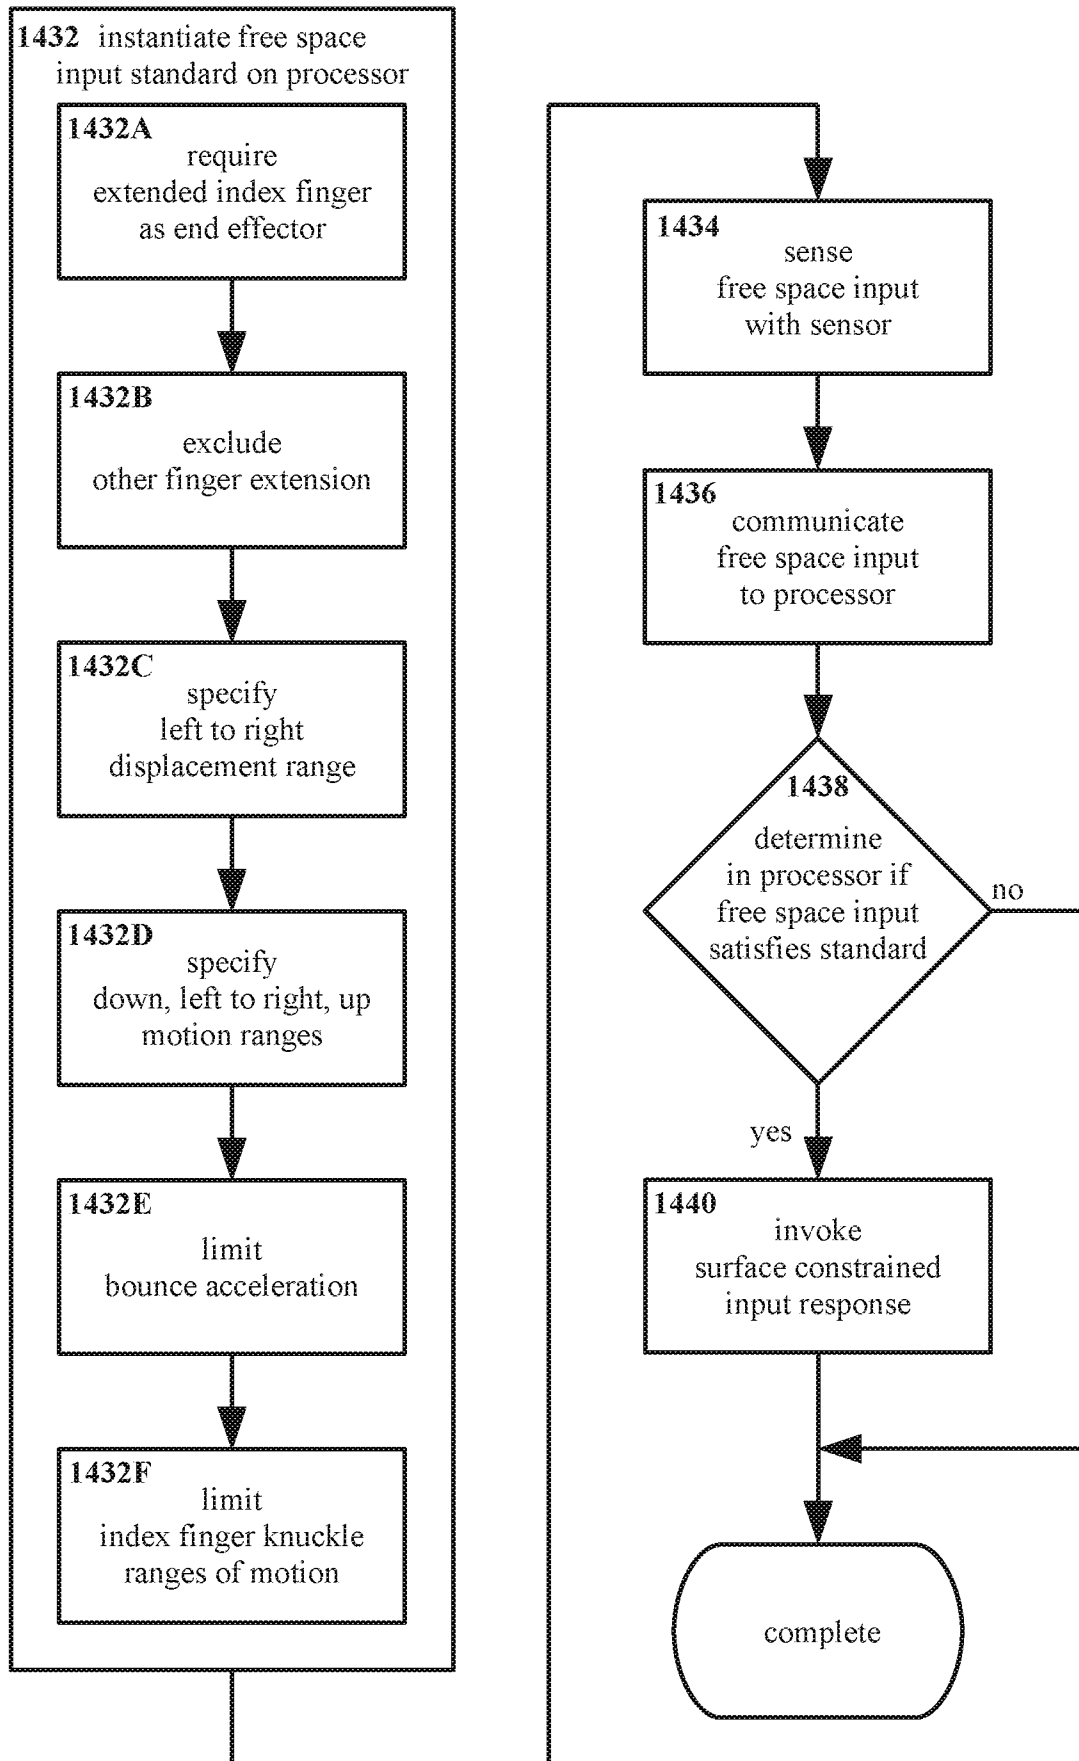 1432 instantiate free space
input standard on processor
1432A
require
extended index finger
as end effector
1432B
exclude
other finger extension
1432C
specify
left to right
displacement range
1432D
specify
down, left to right, up
motion ranges
1432E
limit
bounce acceleration
1432F
limit
index finger knuckle
ranges of motion
1434
sense
free space input
with sensor
1436
communicate
free space input
to processor
1438
determine
in processor if
free space input
satisfies standard
no
yes
1440
invoke
surface constrained
input response
complete